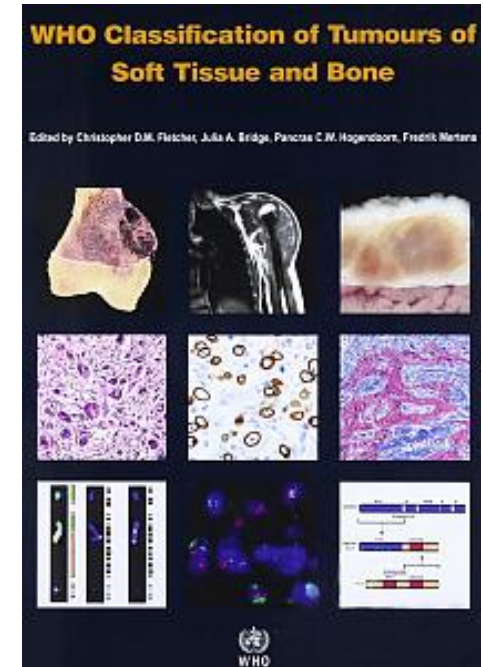 WHO Classification of Tumours of
Soft Tissue and Bone
Edited by Christopher D.M. Fletcher, Julia A. Bridge, Pancras C.W. Hogendoorn, Fredrik Mertens
WHO